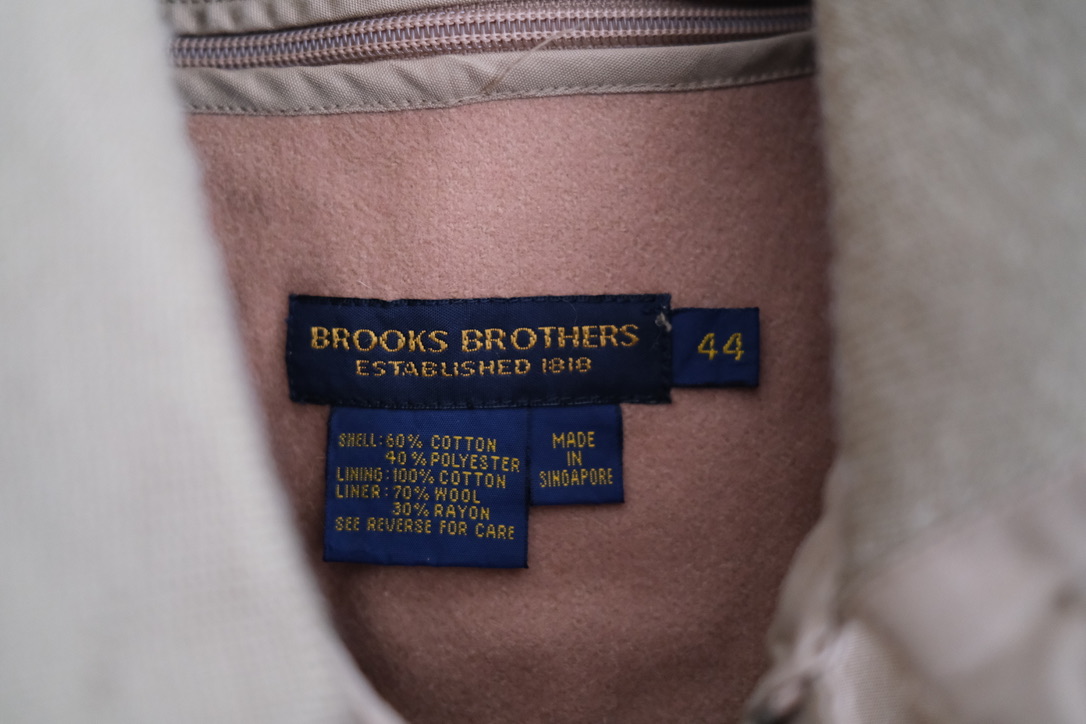 BROOKS BROTHERS
ESTABLISHED 1818
44
SHELL: 60% COTTON
40% POLYESTER
LINING: 100% COTTON
LINER: 70% WOOL
30% RAYON
SEE REVERSE FOR CARE
MADE
IN
SINGAPORE